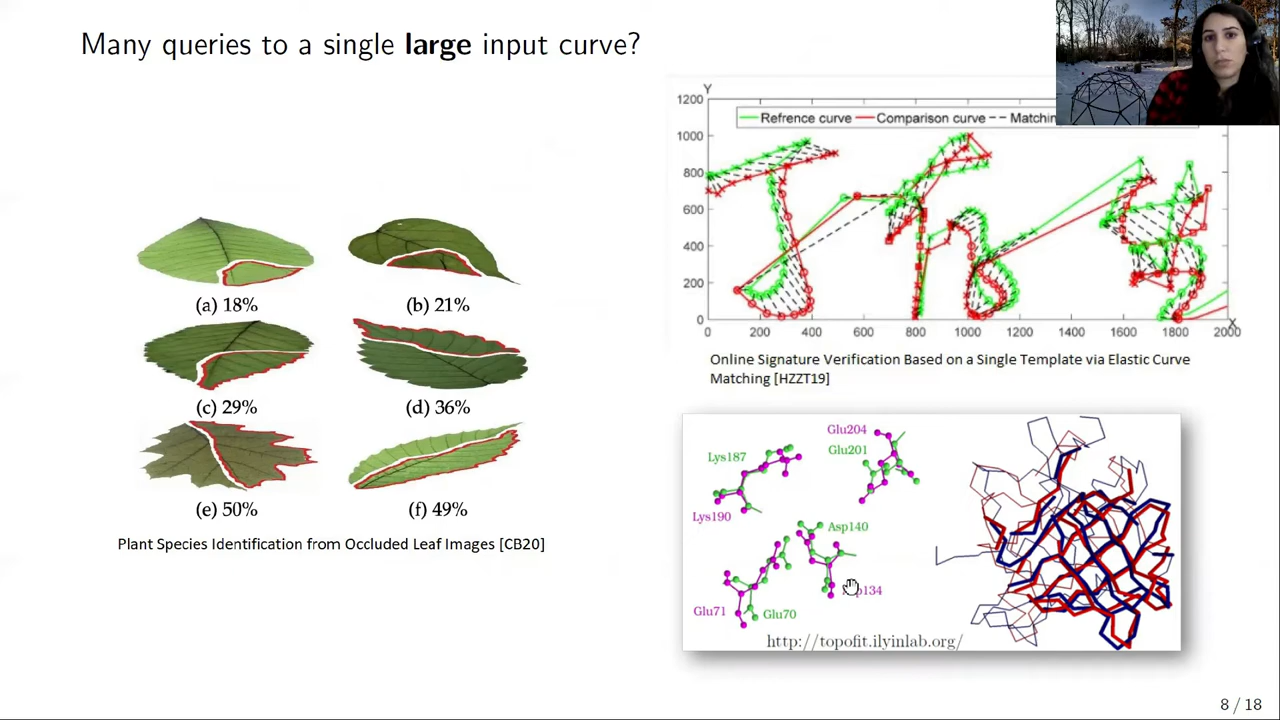 Many queries to a single large input curve?
(a) 18%
(b) 21%
(c) 29%
(d) 36%
(e) 50%
(f) 49%
Plant Species Identification from Occluded Leaf Images [CB20]
Y
1200
1000
800
600
400
200
0
Refrence curve
Comparison curve
0 200 400 600 800 1000 1200 1400 1600 1800 2000
X
Online Signature Verification Based on a Single Template via Elastic Curve
Matching [HZZT19]
Glu204
Lys187
Glu201
Lys190
Asp140
Glu71
Glu70
http://topofit.ilyinlab.org/
8 / 18